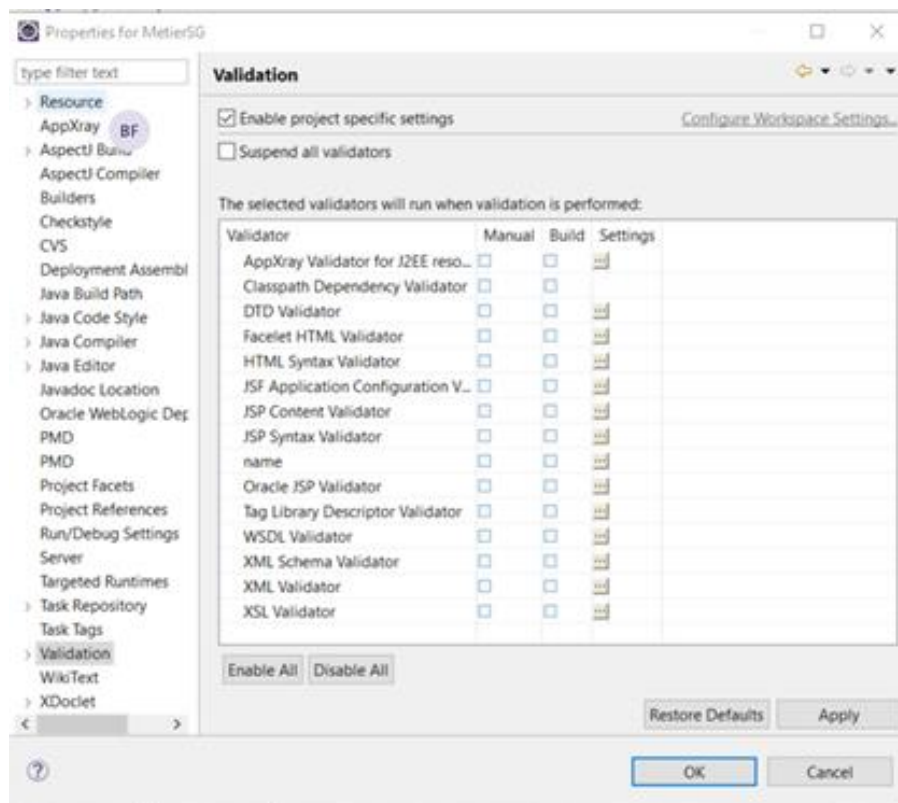 Properties for MetierSG
type filter text
Resource
AppXray
BF
AspectJ Build
AspectJ Compiler
Builders
Checkstyle
CVS
Deployment Assembl
Java Build Path
Java Code Style
Java Compiler
Java Editor
Javadoc Location
Oracle WebLogic Dep
PMD
PMD
Project Facets
Project References
Run/Debug Settings
Server
Targeted Runtimes
Task Repository
Task Tags
Validation
WikiText
XDoclet
Validation
Enable project specific settings
Configure Workspace Settings...
Suspend all validators
The selected validators will run when validation is performed:
Validator Manual Build Settings
AppXray Validator for J2EE reso...
Classpath Dependency Validator
DTD Validator
Facelet HTML Validator
HTML Syntax Validator
JSF Application Configuration V...
JSP Content Validator
JSP Syntax Validator
name
Oracle JSP Validator
Tag Library Descriptor Validator
WSDL Validator
XML Schema Validator
XML Validator
XSL Validator
Enable All Disable All
Restore Defaults Apply
OK Cancel